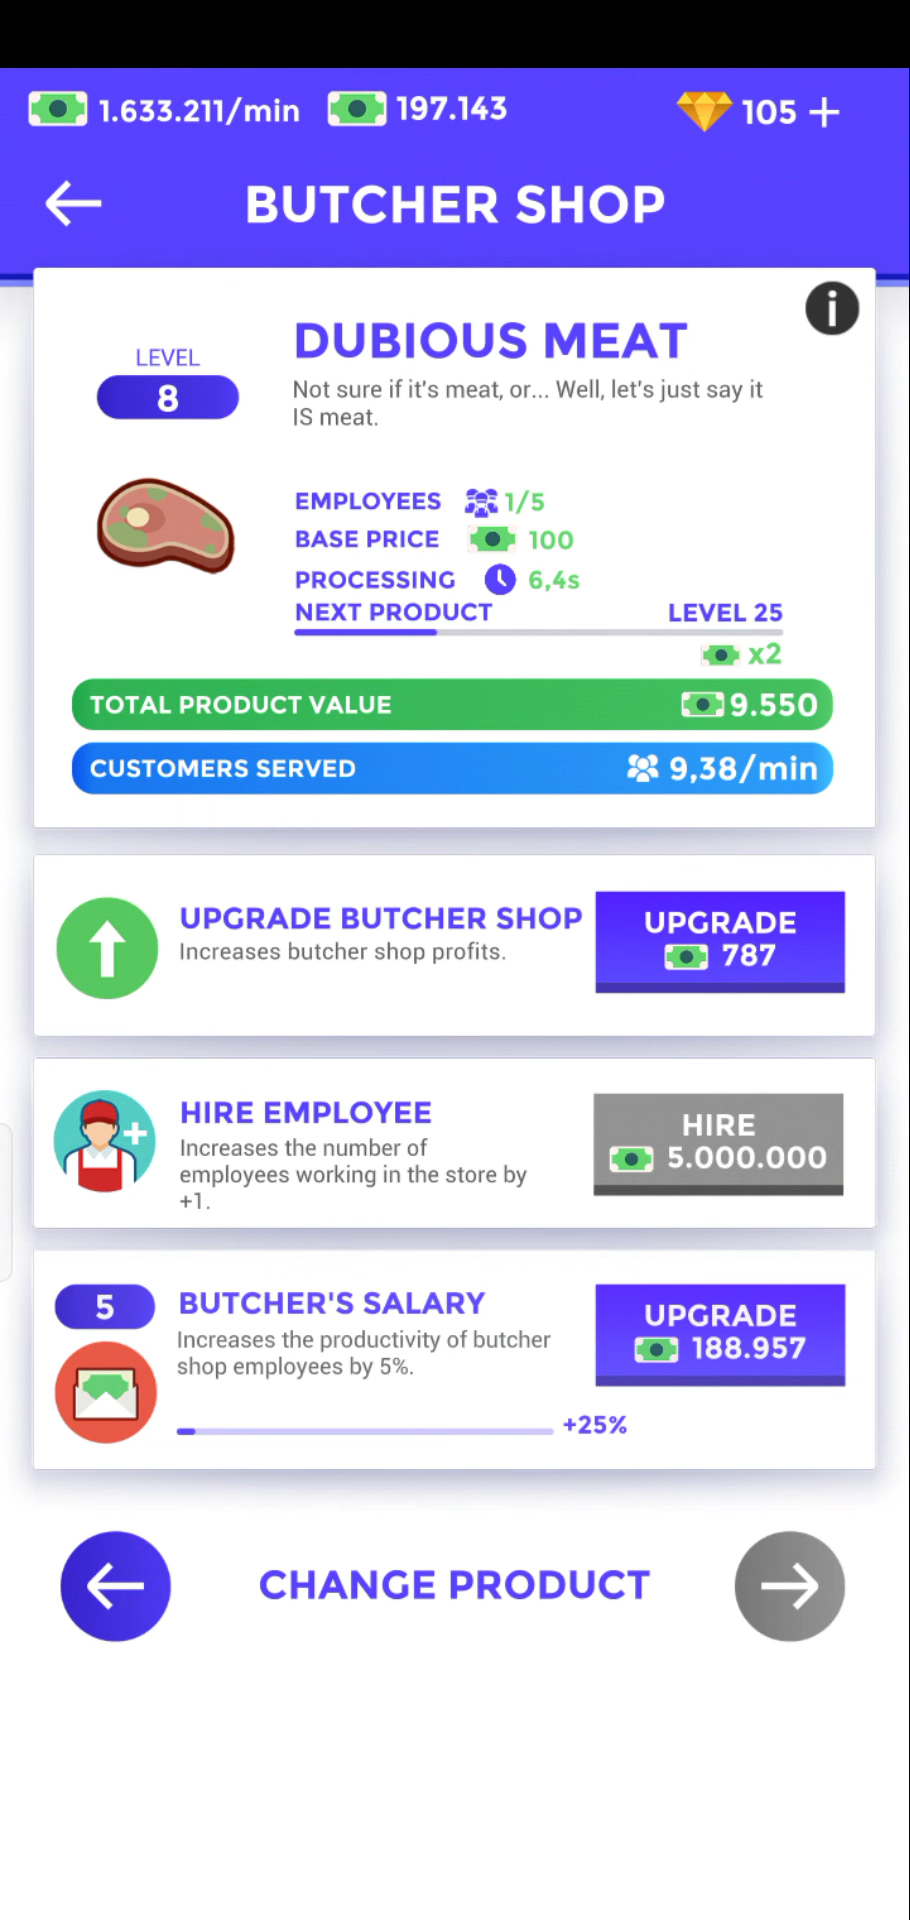 1.633.211/min 197.143 105 +
BUTCHER SHOP
i
DUBIOUS MEAT
LEVEL
8
Not sure if it's meat, or... Well, let's just say it
IS meat.
EMPLOYEES 1/5
BASE PRICE 100
PROCESSING 6,4s
NEXT PRODUCT LEVEL 25
x2
TOTAL PRODUCT VALUE 9.550
CUSTOMERS SERVED 9,38/min
UPGRADE BUTCHER SHOP
Increases butcher shop profits.
UPGRADE
787
HIRE EMPLOYEE
Increases the number of
employees working in the store by
+1.
HIRE
5.000.000
5
BUTCHER'S SALARY
Increases the productivity of butcher
shop employees by 5%.
+25%
UPGRADE
188.957
CHANGE PRODUCT